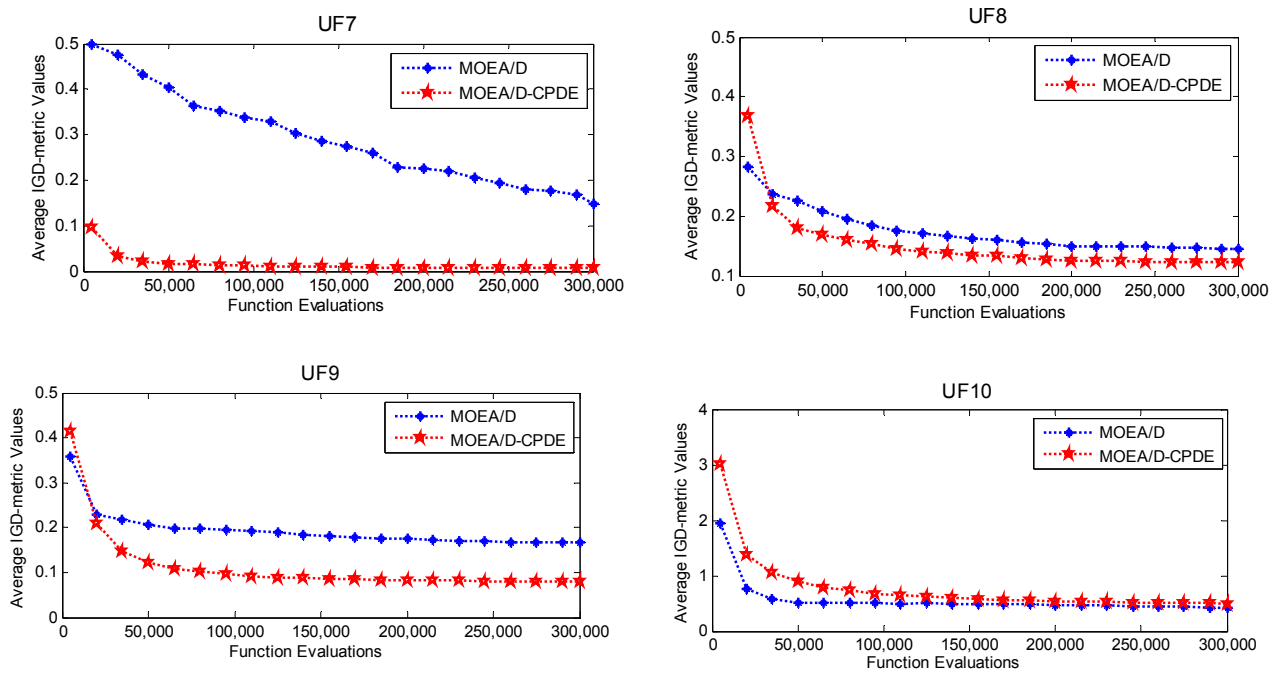 UF7
Average IGD-metric Values
0.5
0.4
0.3
0.2
0.1
0
MOEA/D
MOEA/D-CPDE
0 50,000 100,000 150,000 200,000 250,000 300,000
Function Evaluations
UF8
Average IGD-metric Values
0.5
0.4
0.3
0.2
0.1
MOEA/D
MOEA/D-CPDE
0 50,000 100,000 150,000 200,000 250,000 300,000
Function Evaluations
UF9
Average IGD-metric Values
0.5
0.4
0.3
0.2
0.1
0
MOEA/D
MOEA/D-CPDE
0 50,000 100,000 150,000 200,000 250,000 300,000
Function Evaluations
UF10
Average IGD-metric Values
4
3
2
1
0
MOEA/D
MOEA/D-CPDE
0 50,000 100,000 150,000 200,000 250,000 300,000
Function Evaluations